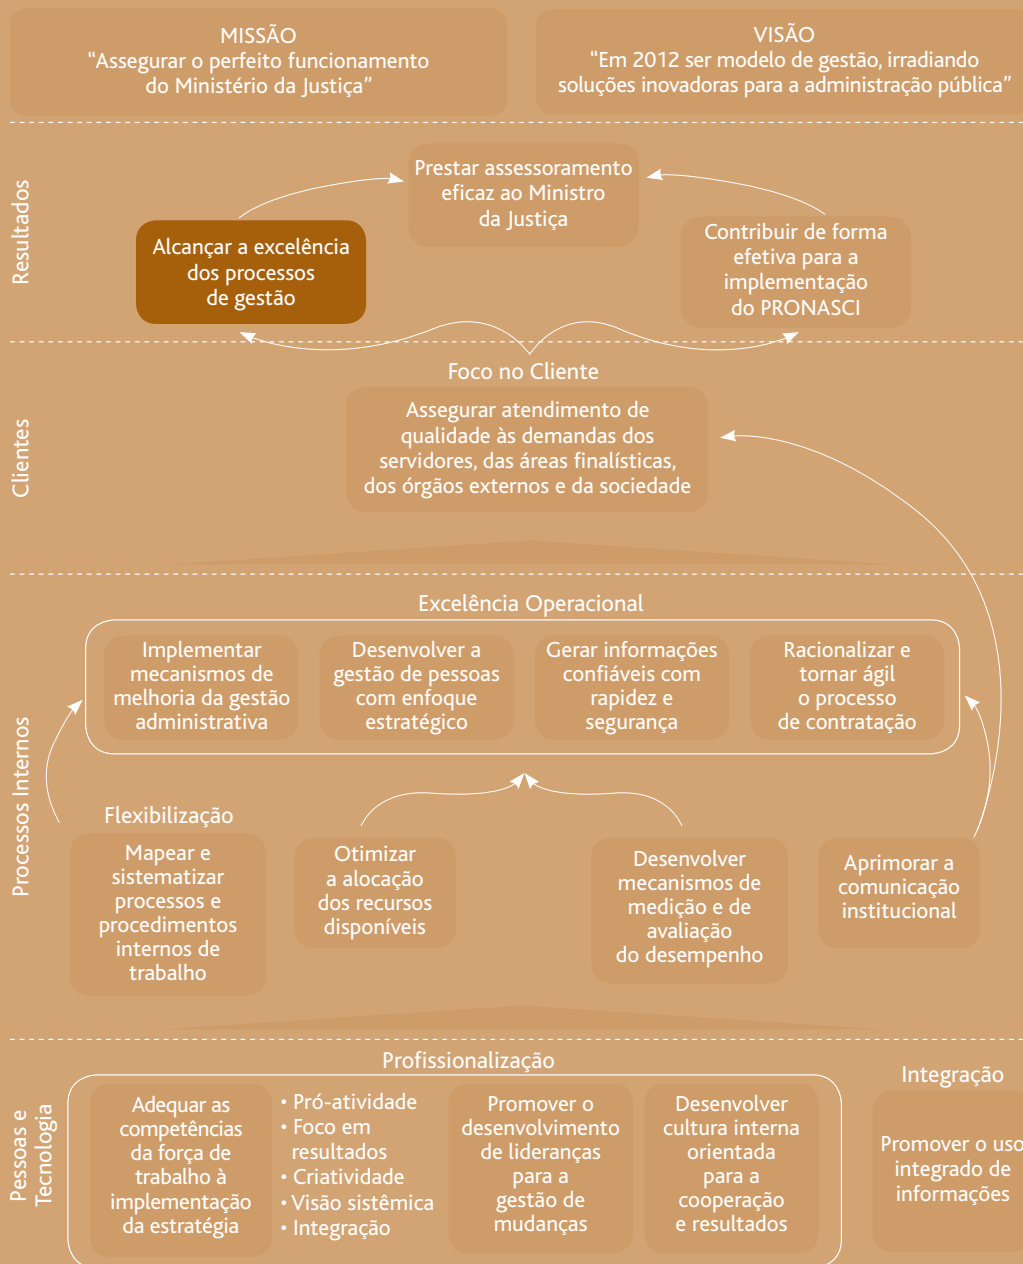 MISSÃO
“Assegurar o perfeito funcionamento
do Ministério da Justiça”
VISÃO
“Em 2012 ser modelo de gestão, irradiando
soluções inovadoras para a administração pública”
Resultados
Prestar assessoramento
eficaz ao Ministro
da Justiça
Alcançar a excelência
dos processos
de gestão
Contribuir de forma
efetiva para a
implementação
do PRONASCI
Clientes
Foco no Cliente
Assegurar atendimento de
qualidade às demandas dos
servidores, das áreas finalísticas,
dos órgãos externos e da sociedade
Processos Internos
Excelência Operacional
Implementar
mecanismos de
melhoria da gestão
administrativa
Desenvolver a
gestão de pessoas
com enfoque
estratégico
Gerar informações
confiáveis com
rapidez e
segurança
Racionalizar e
tornar ágil
o processo
de contratação
Flexibilização
Mapear e
sistematizar
processos e
procedimentos
internos de
trabalho
Otimizar
a alocação
dos recursos
disponíveis
Desenvolver
mecanismos de
medição e de
avaliação
do desempenho
Aprimorar a
comunicação
institucional
Pessoas e
Tecnologia
Profissionalização
Adequar as
competências
da força de
trabalho à
implementação
da estratégia
• Pró-atividade
• Foco em
resultados
• Criatividade
• Visão sistêmica
• Integração
Promover o
desenvolvimento
de lideranças
para a
gestão de
mudanças
Desenvolver
cultura interna
orientada
para a
cooperação
e resultados
Integração
Promover o uso
integrado de
informações